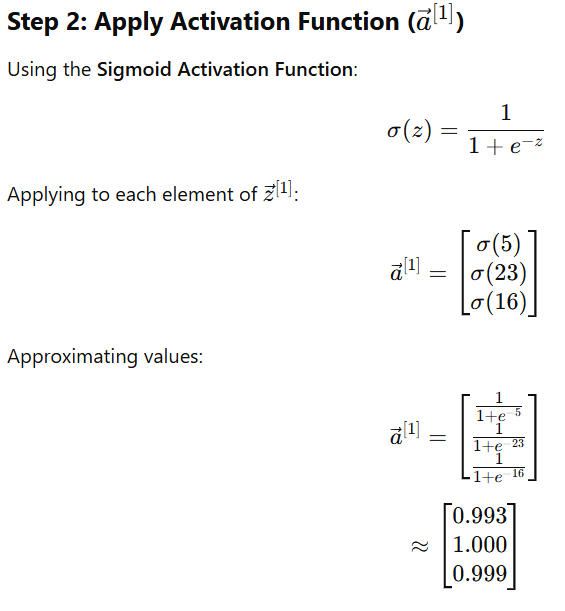 Step 2: Apply Activation Function (\vec{a}^{[1]})
Using the Sigmoid Activation Function:
\sigma(z) = \frac{1}{1 + e^{-z}}
Applying to each element of \vec{z}^{[1]}:
\vec{a}^{[1]} = \begin{bmatrix} \sigma(5) \\ \sigma(23) \\ \sigma(16) \end{bmatrix}
Approximating values:
\vec{a}^{[1]} = \begin{bmatrix} \frac{1}{1+e^{-5}} \\ \frac{1}{1+e^{-23}} \\ \frac{1}{1+e^{-16}} \end{bmatrix}
\approx \begin{bmatrix} 0.993 \\ 1.000 \\ 0.999 \end{bmatrix}